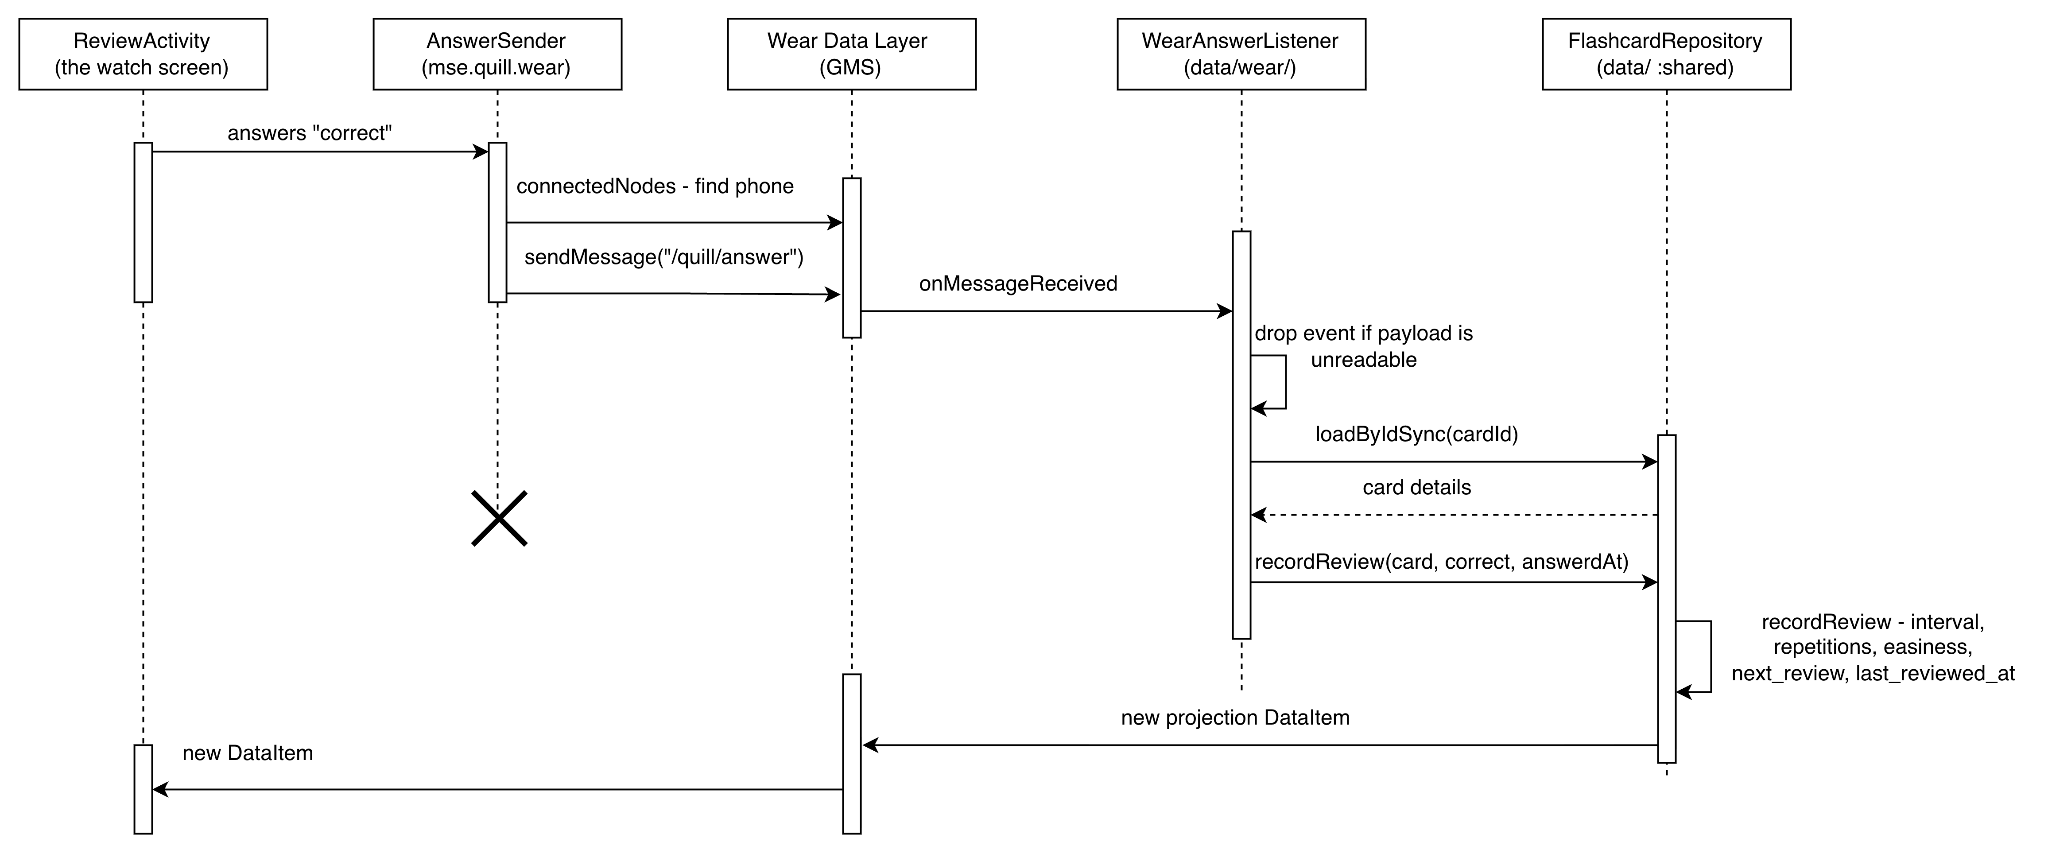 ReviewActivity
(the watch screen)
AnswerSender
(mse.quill.wear)
Wear Data Layer
(GMS)
WearAnswerListener
(data/wear/)
FlashcardRepository
(data/ :shared)
answers "correct"
connectedNodes - find phone
sendMessage("/quill/answer")
onMessageReceived
drop event if payload is
unreadable
loadByIdSync(cardId)
card details
recordReview(card, correct, answerdAt)
recordReview - interval,
repetitions, easiness,
next_review, last_reviewed_at
new projection DataItem
new DataItem